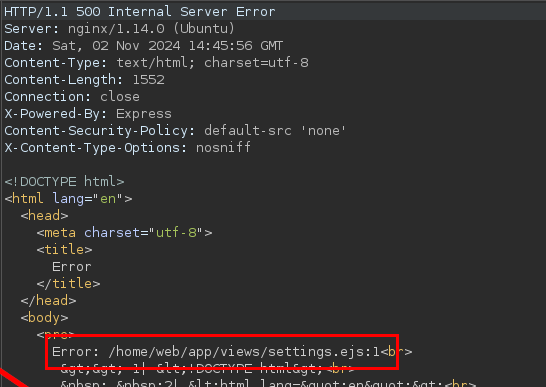 HTTP/1.1 500 Internal Server Error
Server: nginx/1.14.0 (Ubuntu)
Date: Sat, 02 Nov 2024 14:45:56 GMT
Content-Type: text/html; charset=utf-8
Content-Length: 1552
Connection: close
X-Powered-By: Express
Content-Security-Policy: default-src 'none'
X-Content-Type-Options: nosniff
<!DOCTYPE html>
<html lang="en">
<head>
<meta charset="utf-8">
<title>
Error
</title>
</head>
<body>
<pre>
Error: /home/web/app/views/settings.ejs:1<br>
&gt;&gt; 1| &lt;!DOCTYPE html&gt;<br>
&nbsp; &nbsp;2| &lt;html lang=&quot;en&quot;&gt;<br>